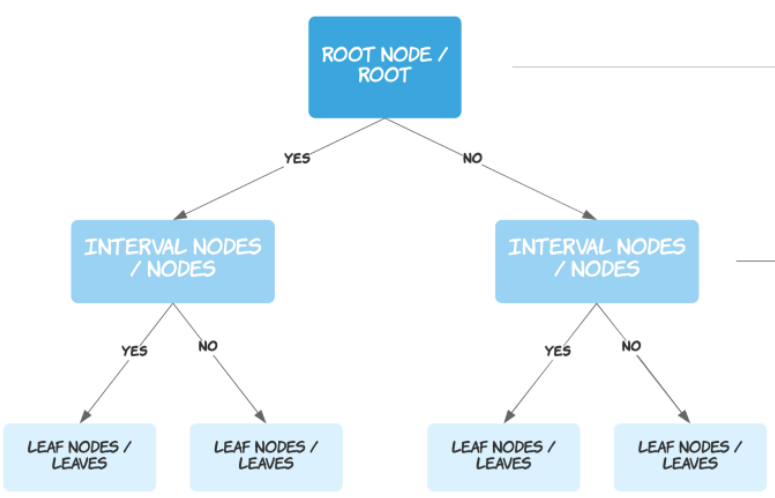 ROOT NODE /
ROOT
YES
NO
INTERVAL NODES
/ NODES
INTERVAL NODES
/ NODES
YES
NO
YES
NO
LEAF NODES /
LEAVES
LEAF NODES /
LEAVES
LEAF NODES /
LEAVES
LEAF NODES /
LEAVES